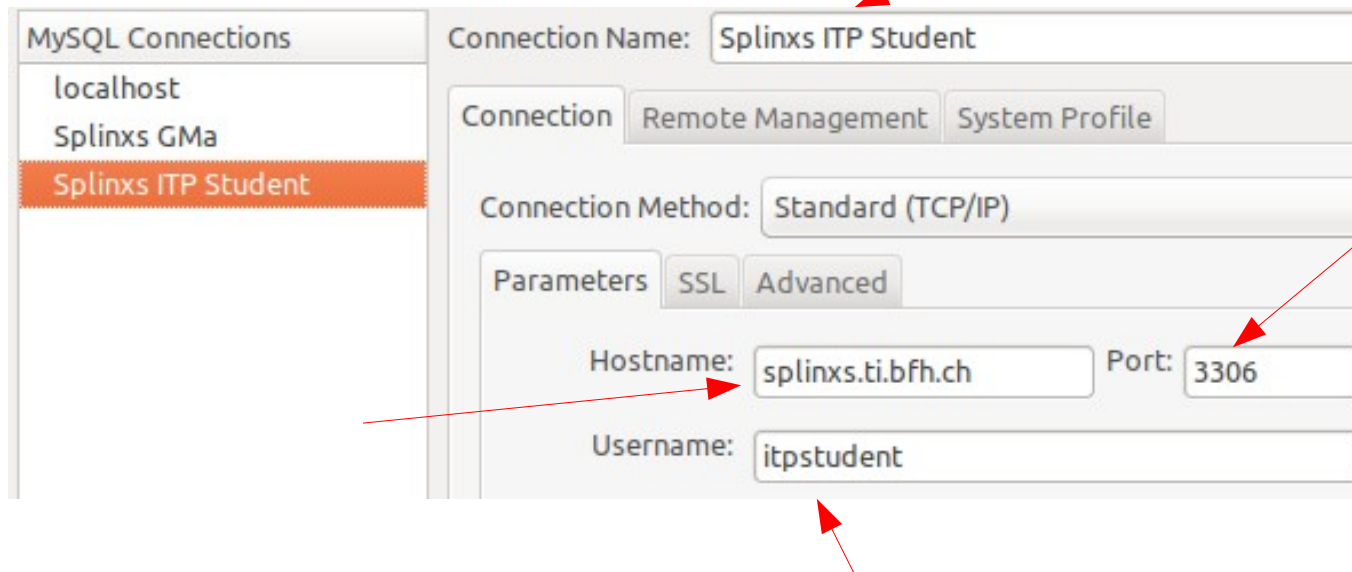 MySQL Connections
localhost
Splinxs GMa
Splinxs ITP Student
Connection Name: Splinxs ITP Student
Connection Remote Management System Profile
Connection Method: Standard (TCP/IP)
Parameters SSL Advanced
Hostname: splinxs.ti.bfh.ch Port: 3306
Username: itpstudent